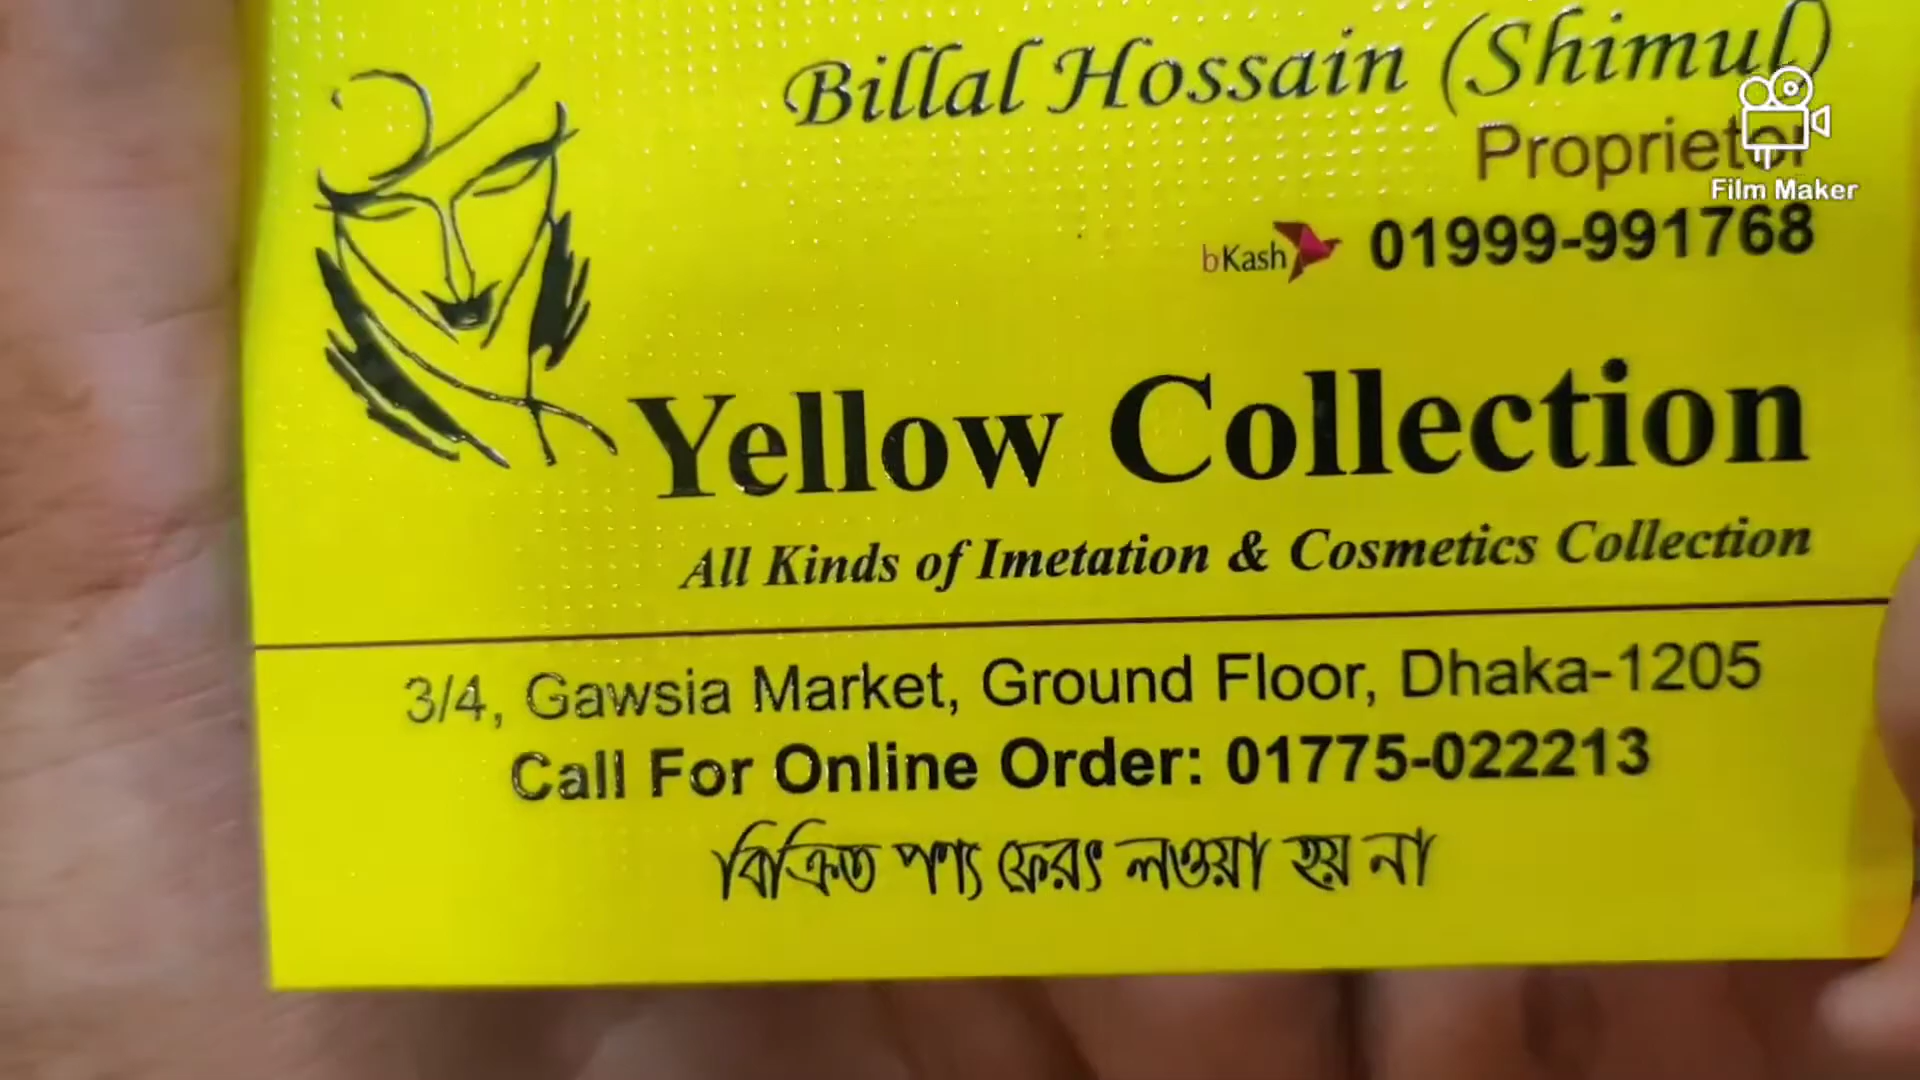 Billal Hossain (Shimul)
Proprietor
Film Maker
bKash 01999-991768
Yellow Collection
All Kinds of Imetation & Cosmetics Collection
3/4, Gawsia Market, Ground Floor, Dhaka-1205
Call For Online Order: 01775-022213
বিক্রিত পণ্য ফেরৎ লওয়া হয় না